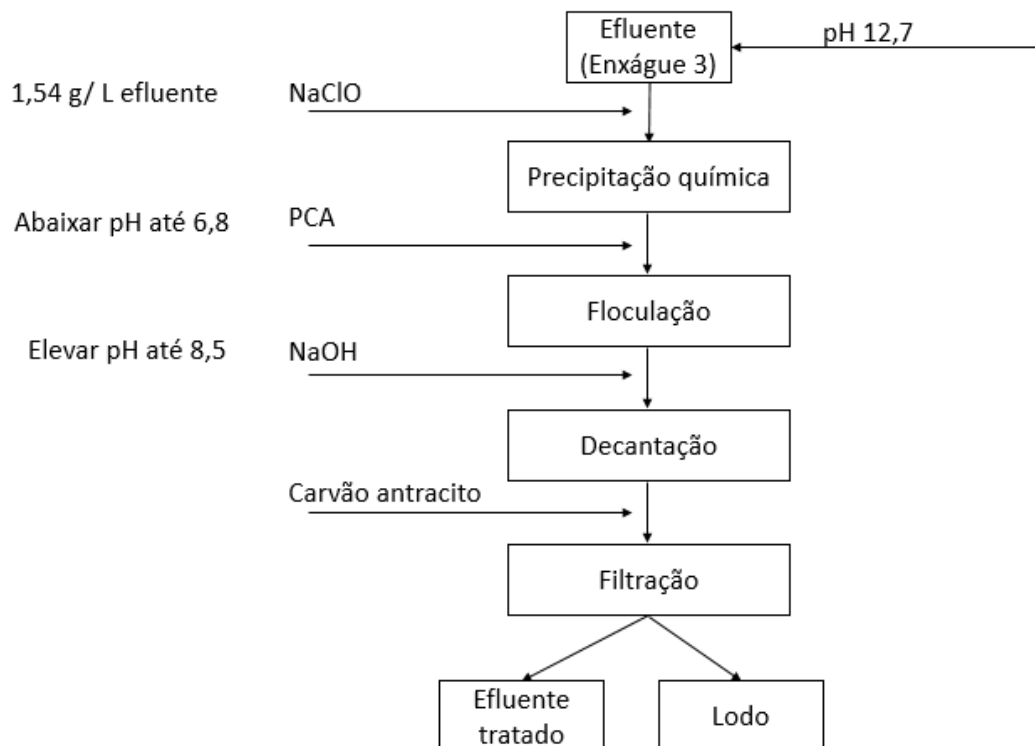 Efluente
(Enxágue 3)
pH 12,7
1,54 g/ L efluente
NaClO
Precipitação química
Abaixar pH até 6,8
PCA
Floculação
Elevar pH até 8,5
NaOH
Decantação
Carvão antracito
Filtração
Efluente
tratado
Lodo